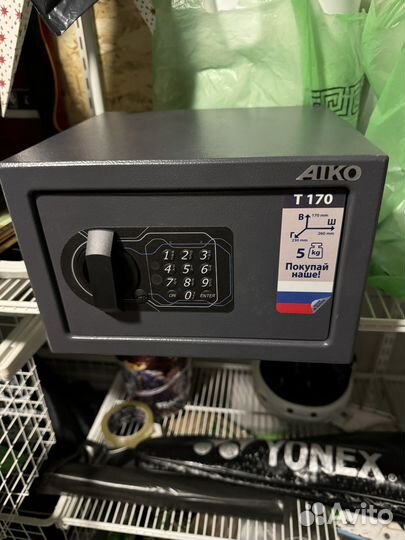 AIKO
T 170
В
170 mm
Ш
260 mm
Г
230 mm
5 kg
Покупай
наше!
1 2 3
4 5 6
7 8 9
ON 0 ENTER
YONEX
Avito